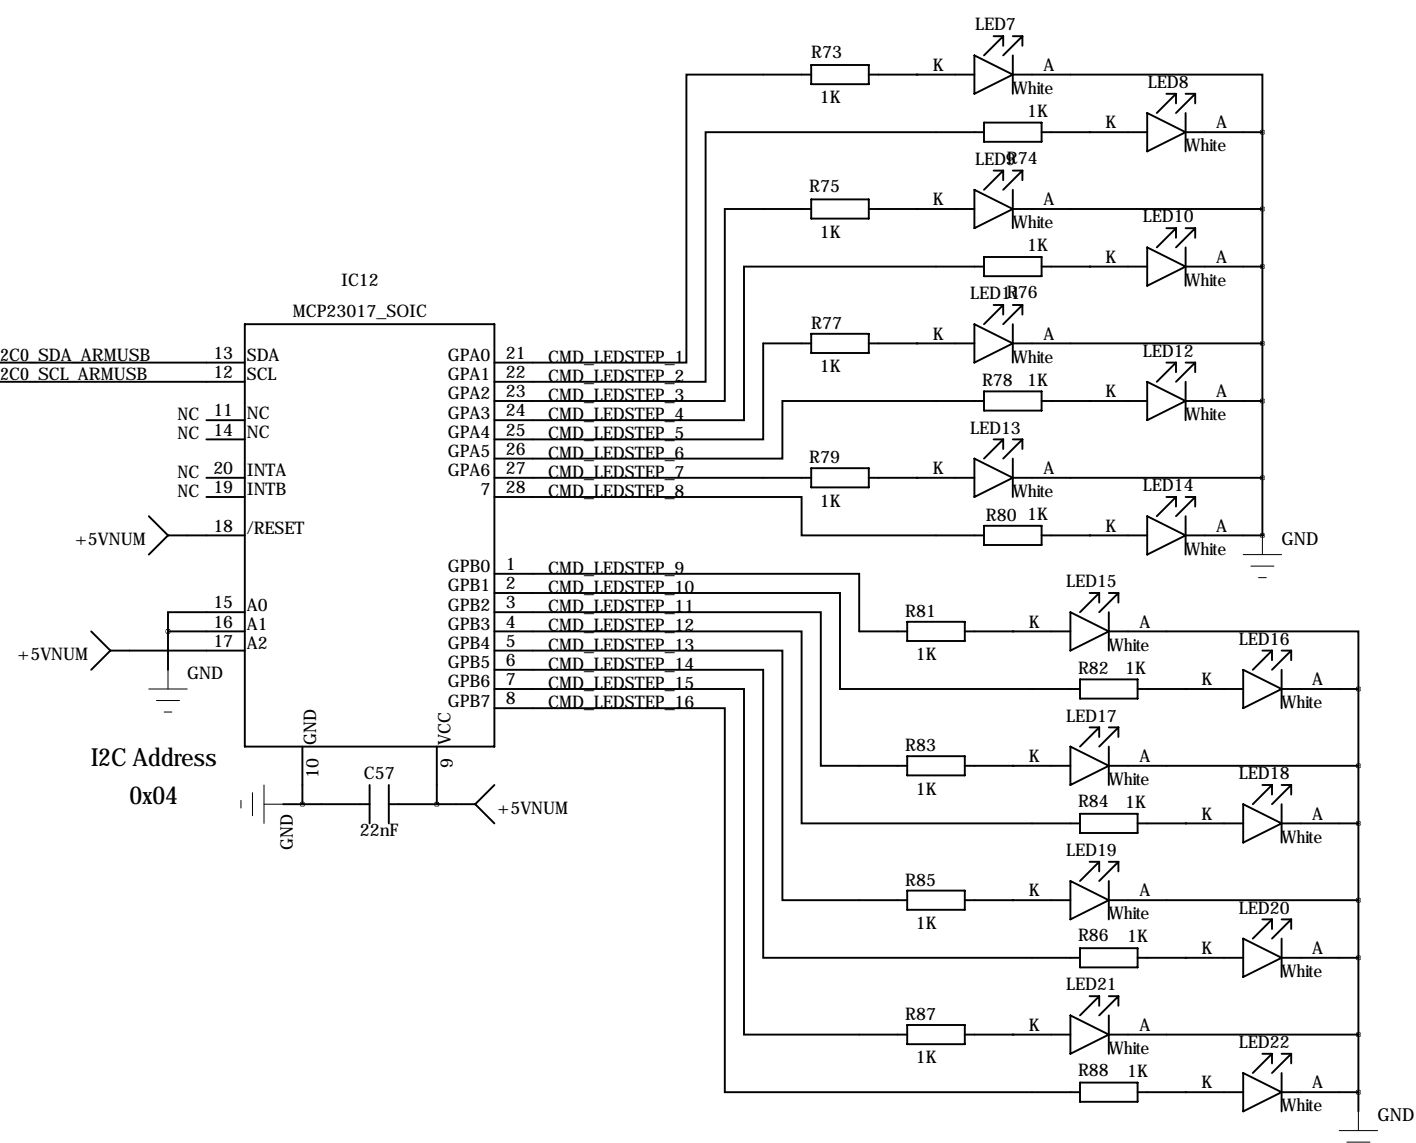 LED7
R73
K
A
1K
White
LED8
1K
K
A
White
R74
LED9
R75
K
A
1K
White
LED10
1K
K
A
White
R76
LED11
R77
K
A
1K
White
LED12
R78 1K
K
A
White
LED13
R79
K
A
1K
White
LED14
R80 1K
K
A
White
GND
IC12
MCP23017_SOIC
2C0_SDA_ARMUSB 13 SDA
2C0_SCL_ARMUSB 12 SCL
NC 11 NC
NC 14 NC
NC 20 INTA
NC 19 INTB
+5VNUM 18 /RESET
15 A0
16 A1
+5VNUM 17 A2
GND
GPA0 21 CMD_LEDSTEP_1
GPA1 22 CMD_LEDSTEP_2
GPA2 23 CMD_LEDSTEP_3
GPA3 24 CMD_LEDSTEP_4
GPA4 25 CMD_LEDSTEP_5
GPA5 26 CMD_LEDSTEP_6
GPA6 27 CMD_LEDSTEP_7
7 28 CMD_LEDSTEP_8
GPB0 1 CMD_LEDSTEP_9
GPB1 2 CMD_LEDSTEP_10
GPB2 3 CMD_LEDSTEP_11
GPB3 4 CMD_LEDSTEP_12
GPB4 5 CMD_LEDSTEP_13
GPB5 6 CMD_LEDSTEP_14
GPB6 7 CMD_LEDSTEP_15
GPB7 8 CMD_LEDSTEP_16
GND
10
VCC
9
I2C Address
0x04
C57
22nF
GND
+5VNUM
LED15
R81
K
A
1K
White
LED16
R82 1K
K
A
White
LED17
R83
K
A
1K
White
LED18
R84 1K
K
A
White
LED19
R85
K
A
1K
White
LED20
R86 1K
K
A
White
LED21
R87
K
A
1K
White
LED22
R88 1K
K
A
White
GND